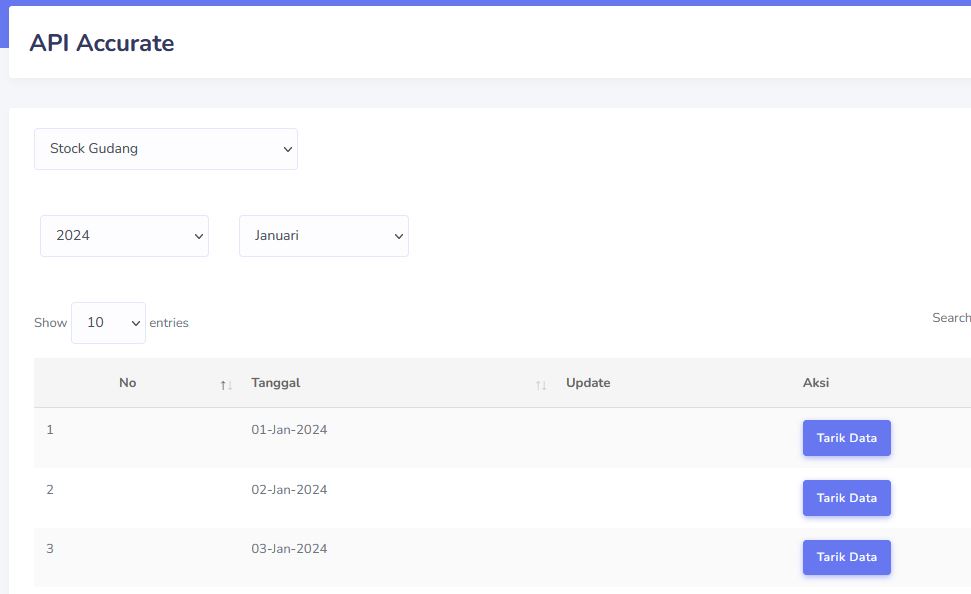 API Accurate
Stock Gudang
2024 Januari
Show 10 entries
Search
No Tanggal Update Aksi
1 01-Jan-2024 Tarik Data
2 02-Jan-2024 Tarik Data
3 03-Jan-2024 Tarik Data